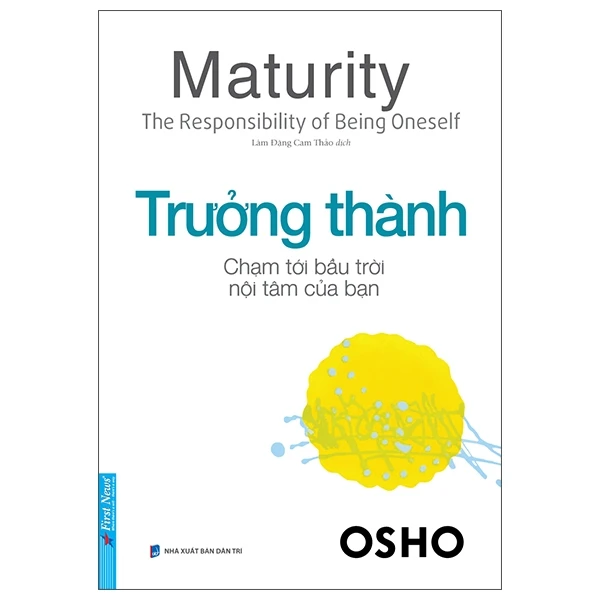 Maturity
The Responsibility of Being Oneself
Lâm Đặng Cam Thảo dịch
Trưởng thành
Chạm tới bầu trời
nội tâm của bạn
First News
OSHO
NHÀ XUẤT BẢN DÂN TRÍ